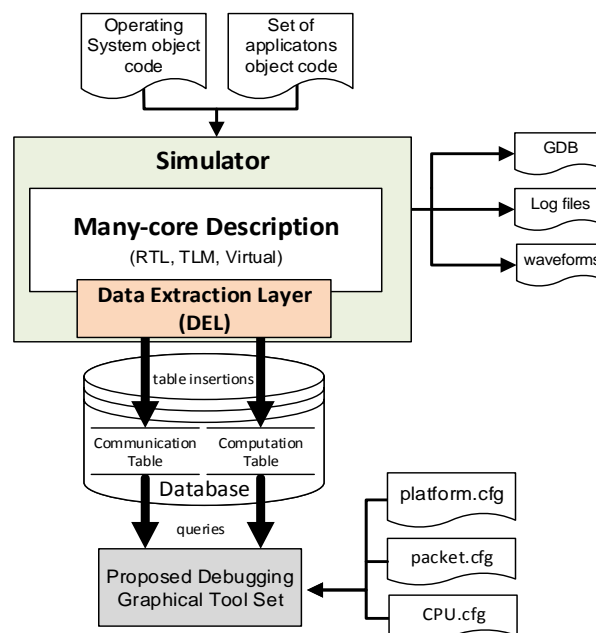 Operating
System object
code
Set of
applicatons
object code
Simulator
GDB
Many-core Description
(RTL, TLM, Virtual)
Log files
waveforms
Data Extraction Layer
(DEL)
table insertions
Communication
Table
Computation
Table
Database
queries
platform.cfg
packet.cfg
CPU.cfg
Proposed Debugging
Graphical Tool Set